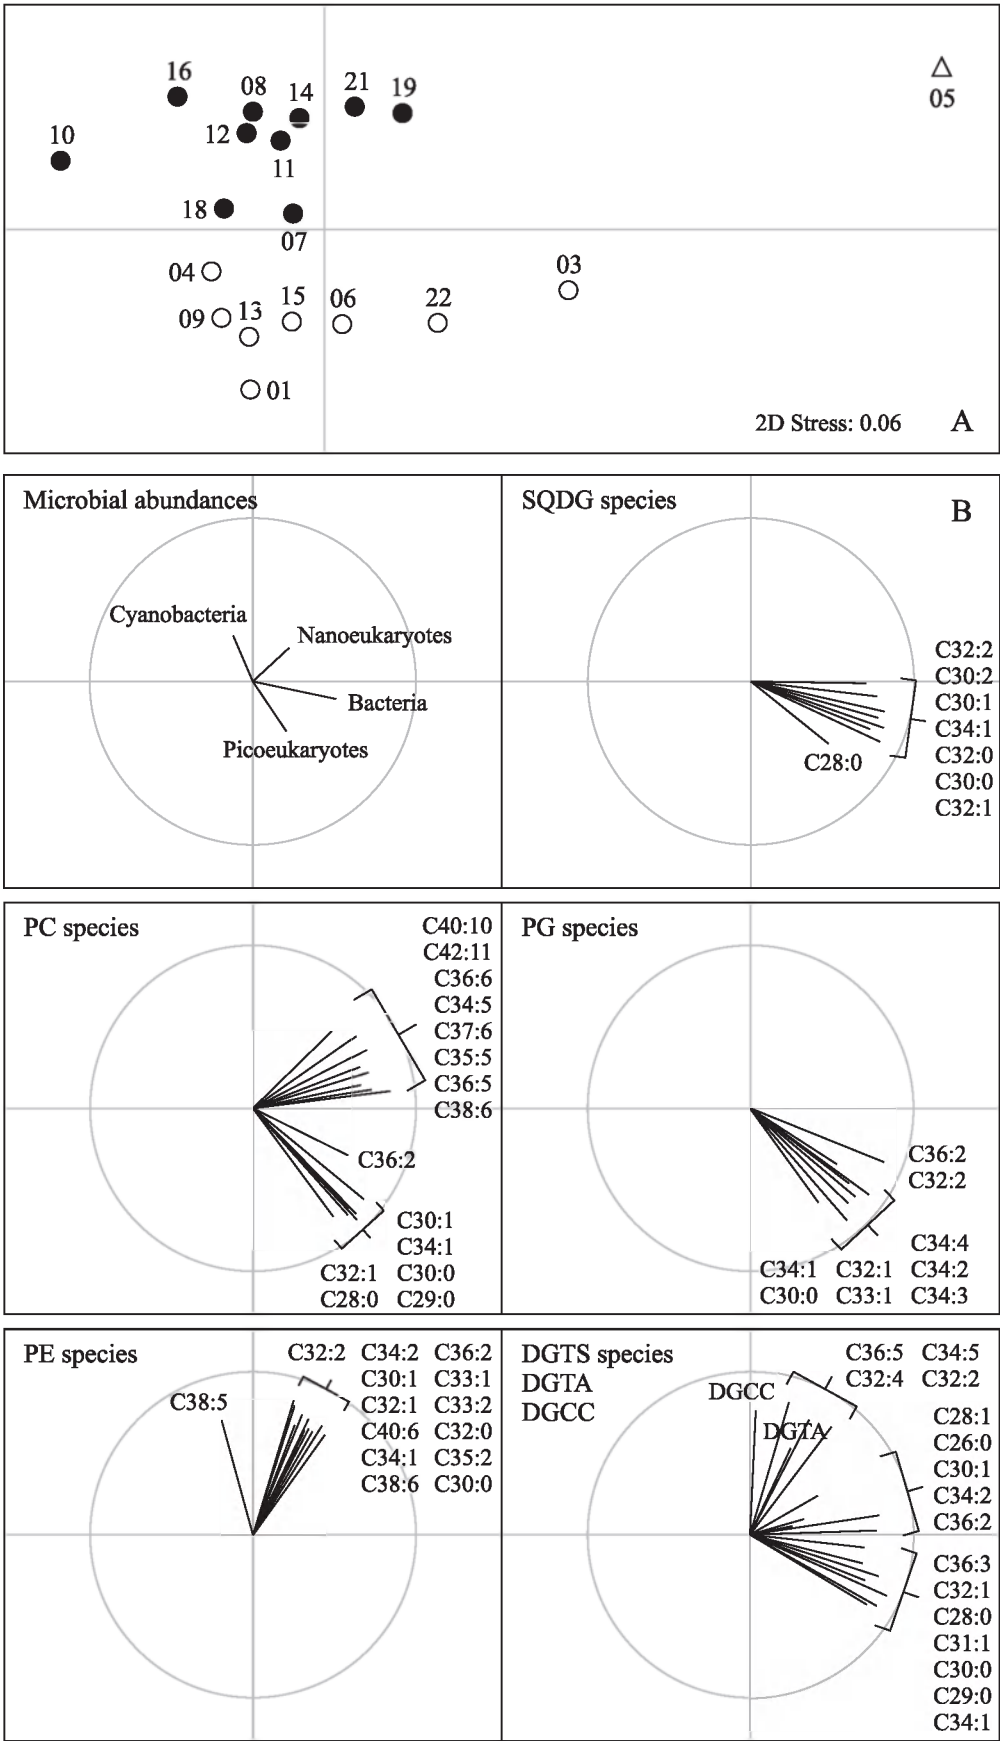 16
08
14
21
19
05
10
12
11
18
07
04
03
09
13
15
06
22
01
2D Stress: 0.06
A
Microbial abundances
Cyanobacteria
Nanoeukaryotes
Bacteria
Picoeukaryotes
SQDG species
B
C32:2
C30:2
C30:1
C34:1
C32:0
C30:0
C32:1
C28:0
PC species
C40:10
C42:11
C36:6
C34:5
C37:6
C35:5
C36:5
C38:6
C36:2
C30:1
C34:1
C32:1 C30:0
C28:0 C29:0
PG species
C36:2
C32:2
C34:4
C34:1 C32:1 C34:2
C30:0 C33:1 C34:3
PE species
C38:5
C32:2 C34:2 C36:2
C30:1 C33:1
C32:1 C33:2
C40:6 C32:0
C34:1 C35:2
C38:6 C30:0
DGTS species
DGTA
DGCC
DGCC
DGTA
C36:5 C34:5
C32:4 C32:2
C28:1
C26:0
C30:1
C34:2
C36:2
C36:3
C32:1
C28:0
C31:1
C30:0
C29:0
C34:1